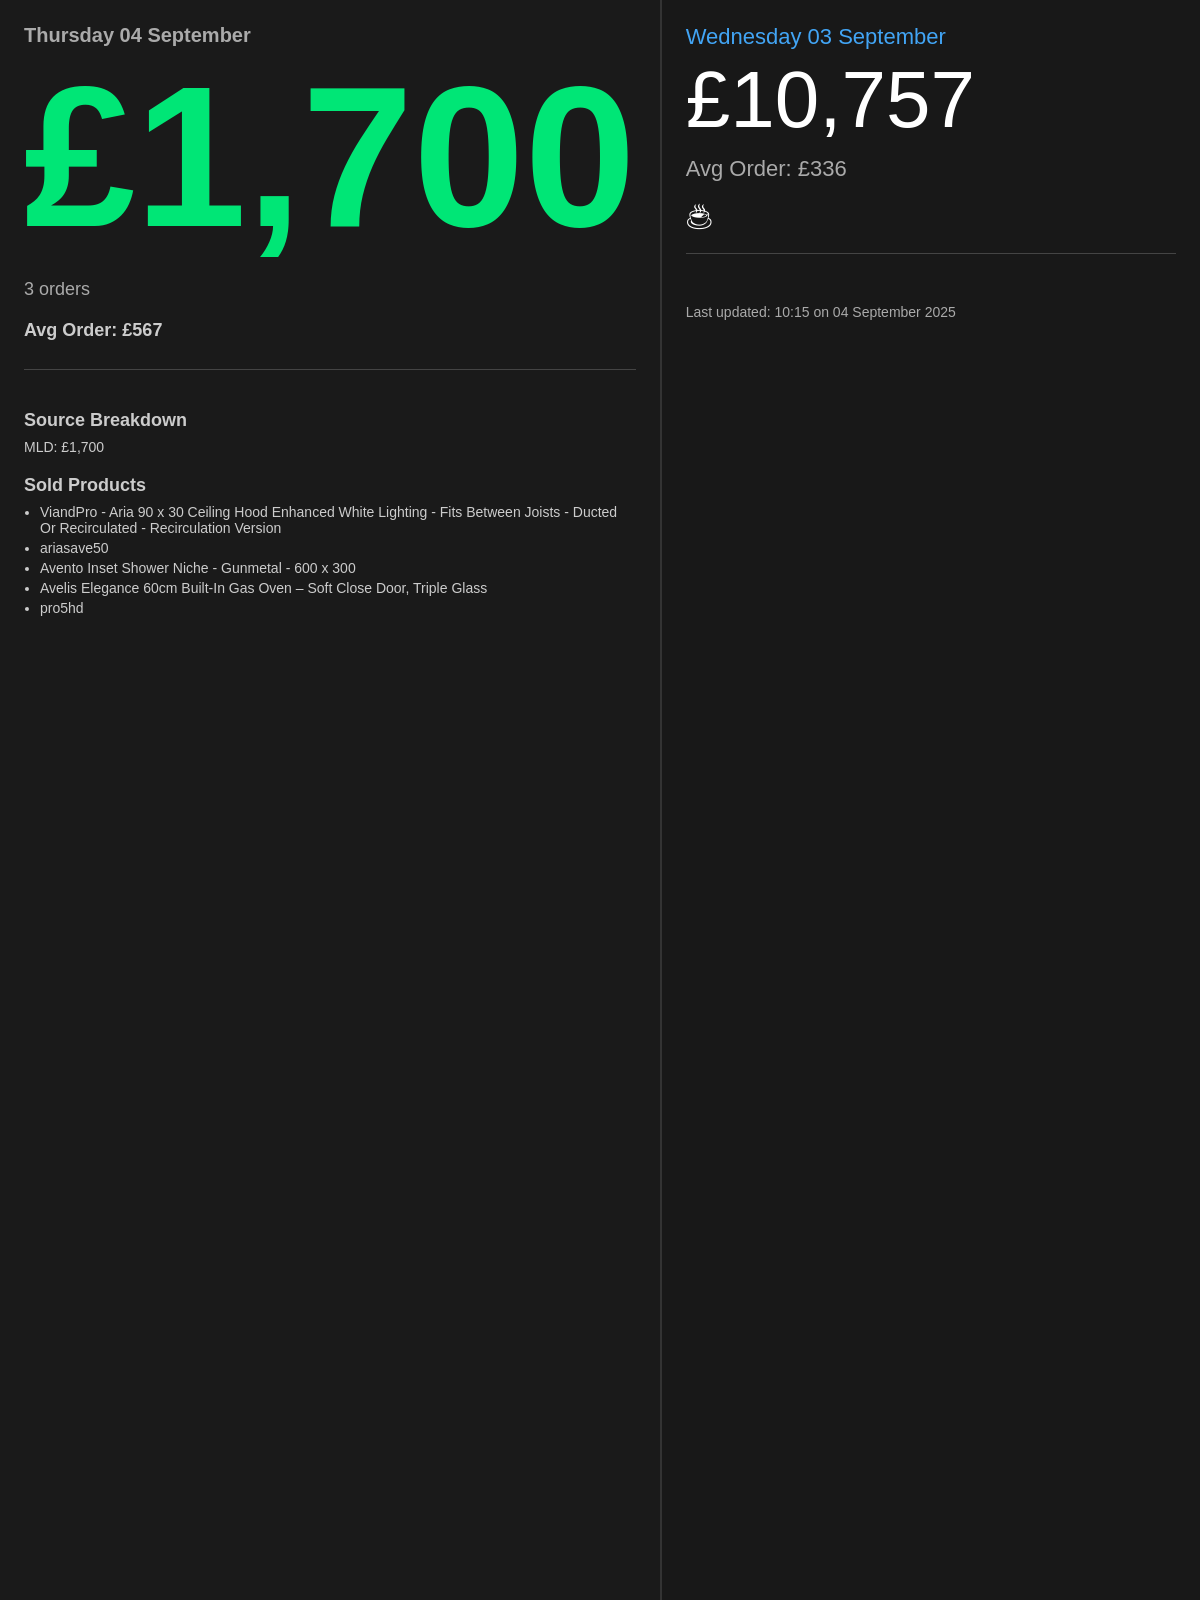 Thursday 04 September
£1,700
3 orders
Avg Order: £567
Source Breakdown
MLD: £1,700
Sold Products
• ViandPro - Aria 90 x 30 Ceiling Hood Enhanced White Lighting - Fits Between Joists - Ducted
Or Recirculated - Recirculation Version
• ariasave50
• Avento Inset Shower Niche - Gunmetal - 600 x 300
• Avelis Elegance 60cm Built-In Gas Oven – Soft Close Door, Triple Glass
• pro5hd
Wednesday 03 September
£10,757
Avg Order: £336
☕
Last updated: 10:15 on 04 September 2025